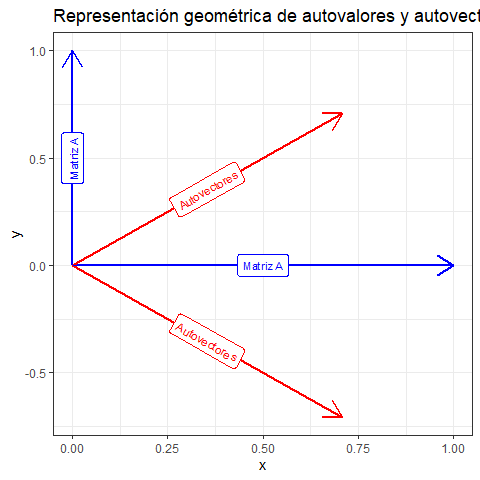 Representación geométrica de autovalores y autovect
1.0
0.5
0.0
-0.5
y
Matriz A
Autovectores
Matriz A
Autovectores
0.00
0.25
0.50
0.75
1.00
x